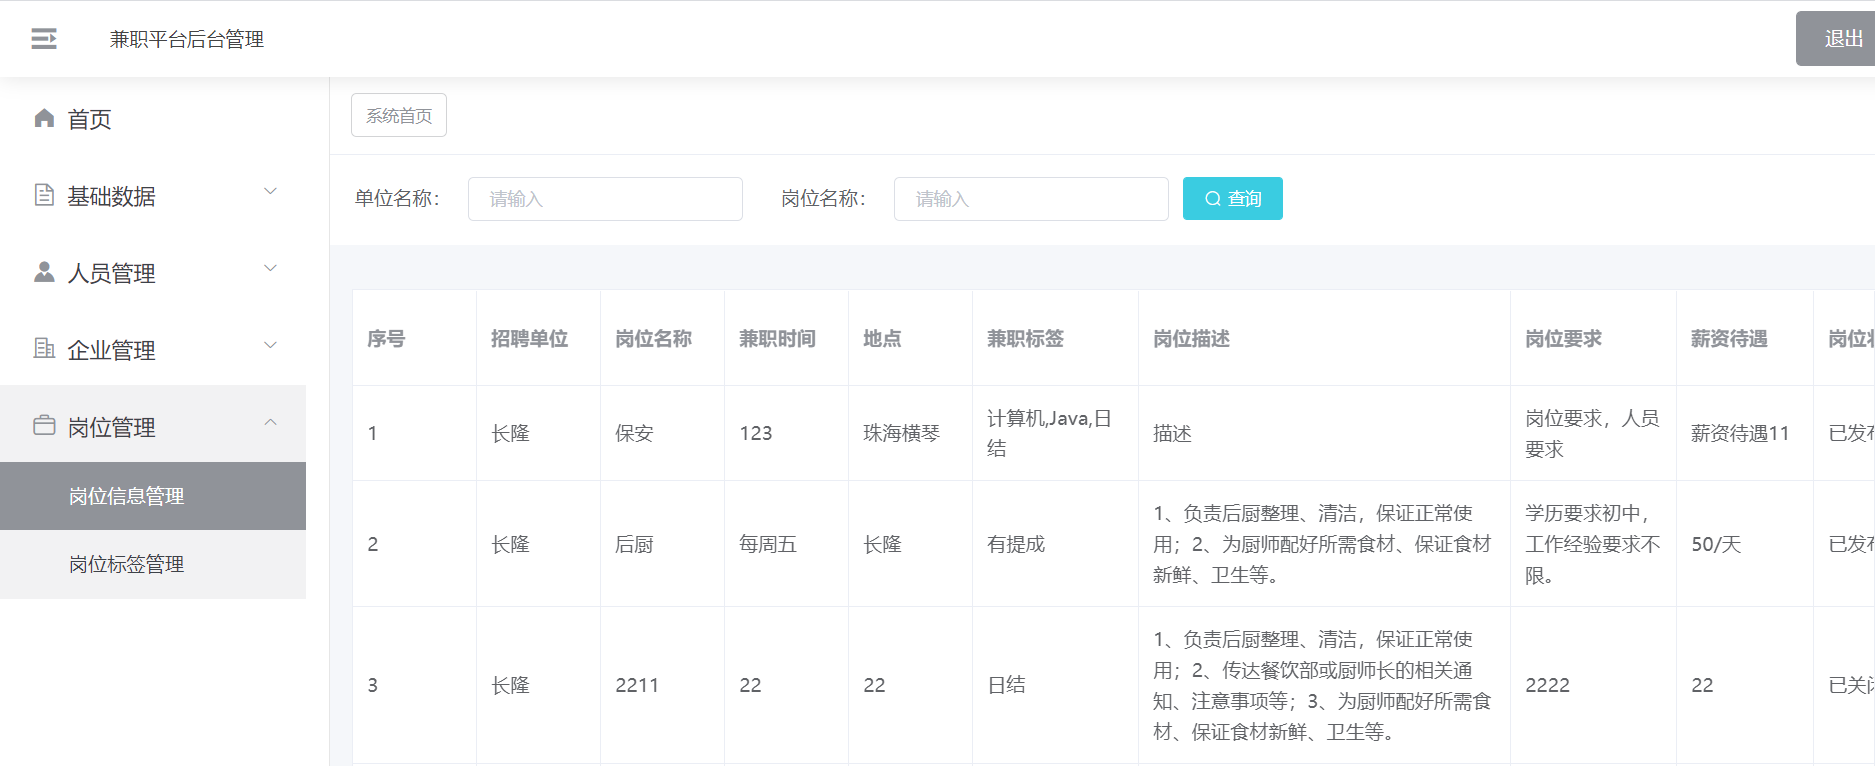 兼职平台后台管理
退出
首页
基础数据
人员管理
企业管理
岗位管理
岗位信息管理
岗位标签管理
系统首页
单位名称：
请输入
岗位名称：
请输入
查询
序号
招聘单位
岗位名称
兼职时间
地点
兼职标签
岗位描述
岗位要求
薪资待遇
岗位
1
长隆
保安
123
珠海横琴
计算机,Java,日
结
描述
岗位要求，人员
要求
薪资待遇11
已发
2
长隆
后厨
每周五
长隆
有提成
1、负责后厨整理、清洁，保证正常使
用；2、为厨师配好所需食材、保证食材
新鲜、卫生等。
学历要求初中，
工作经验要求不
限。
50/天
已发
3
长隆
2211
22
22
日结
1、负责后厨整理、清洁，保证正常使
用；2、传达餐饮部或厨师长的相关通
知、注意事项等；3、为厨师配好所需食
材、保证食材新鲜、卫生等。
2222
22
已关